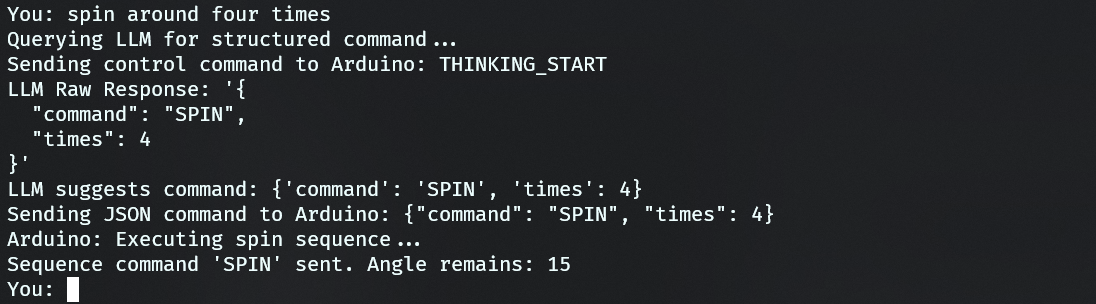 You: spin around four times
Querying LLM for structured command...
Sending control command to Arduino: THINKING_START
LLM Raw Response: '{
  "command": "SPIN",
  "times": 4
}'
LLM suggests command: {'command': 'SPIN', 'times': 4}
Sending JSON command to Arduino: {"command": "SPIN", "times": 4}
Arduino: Executing spin sequence...
Sequence command 'SPIN' sent. Angle remains: 15
You: